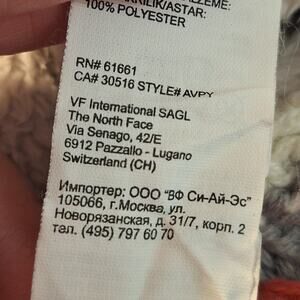 100% POLYESTER
RN# 61661
CA# 30516 STYLE# AVPY
VF International SAGL
The North Face
Via Senago, 42/E
6912 Pazzallo - Lugano
Switzerland (CH)
Импортер: ООО "ВФ Си-Ай-Эс"
105066, г.Москва, ул.
Новорязанская, д. 31/7, корп. 2
тел. (495) 797 60 70